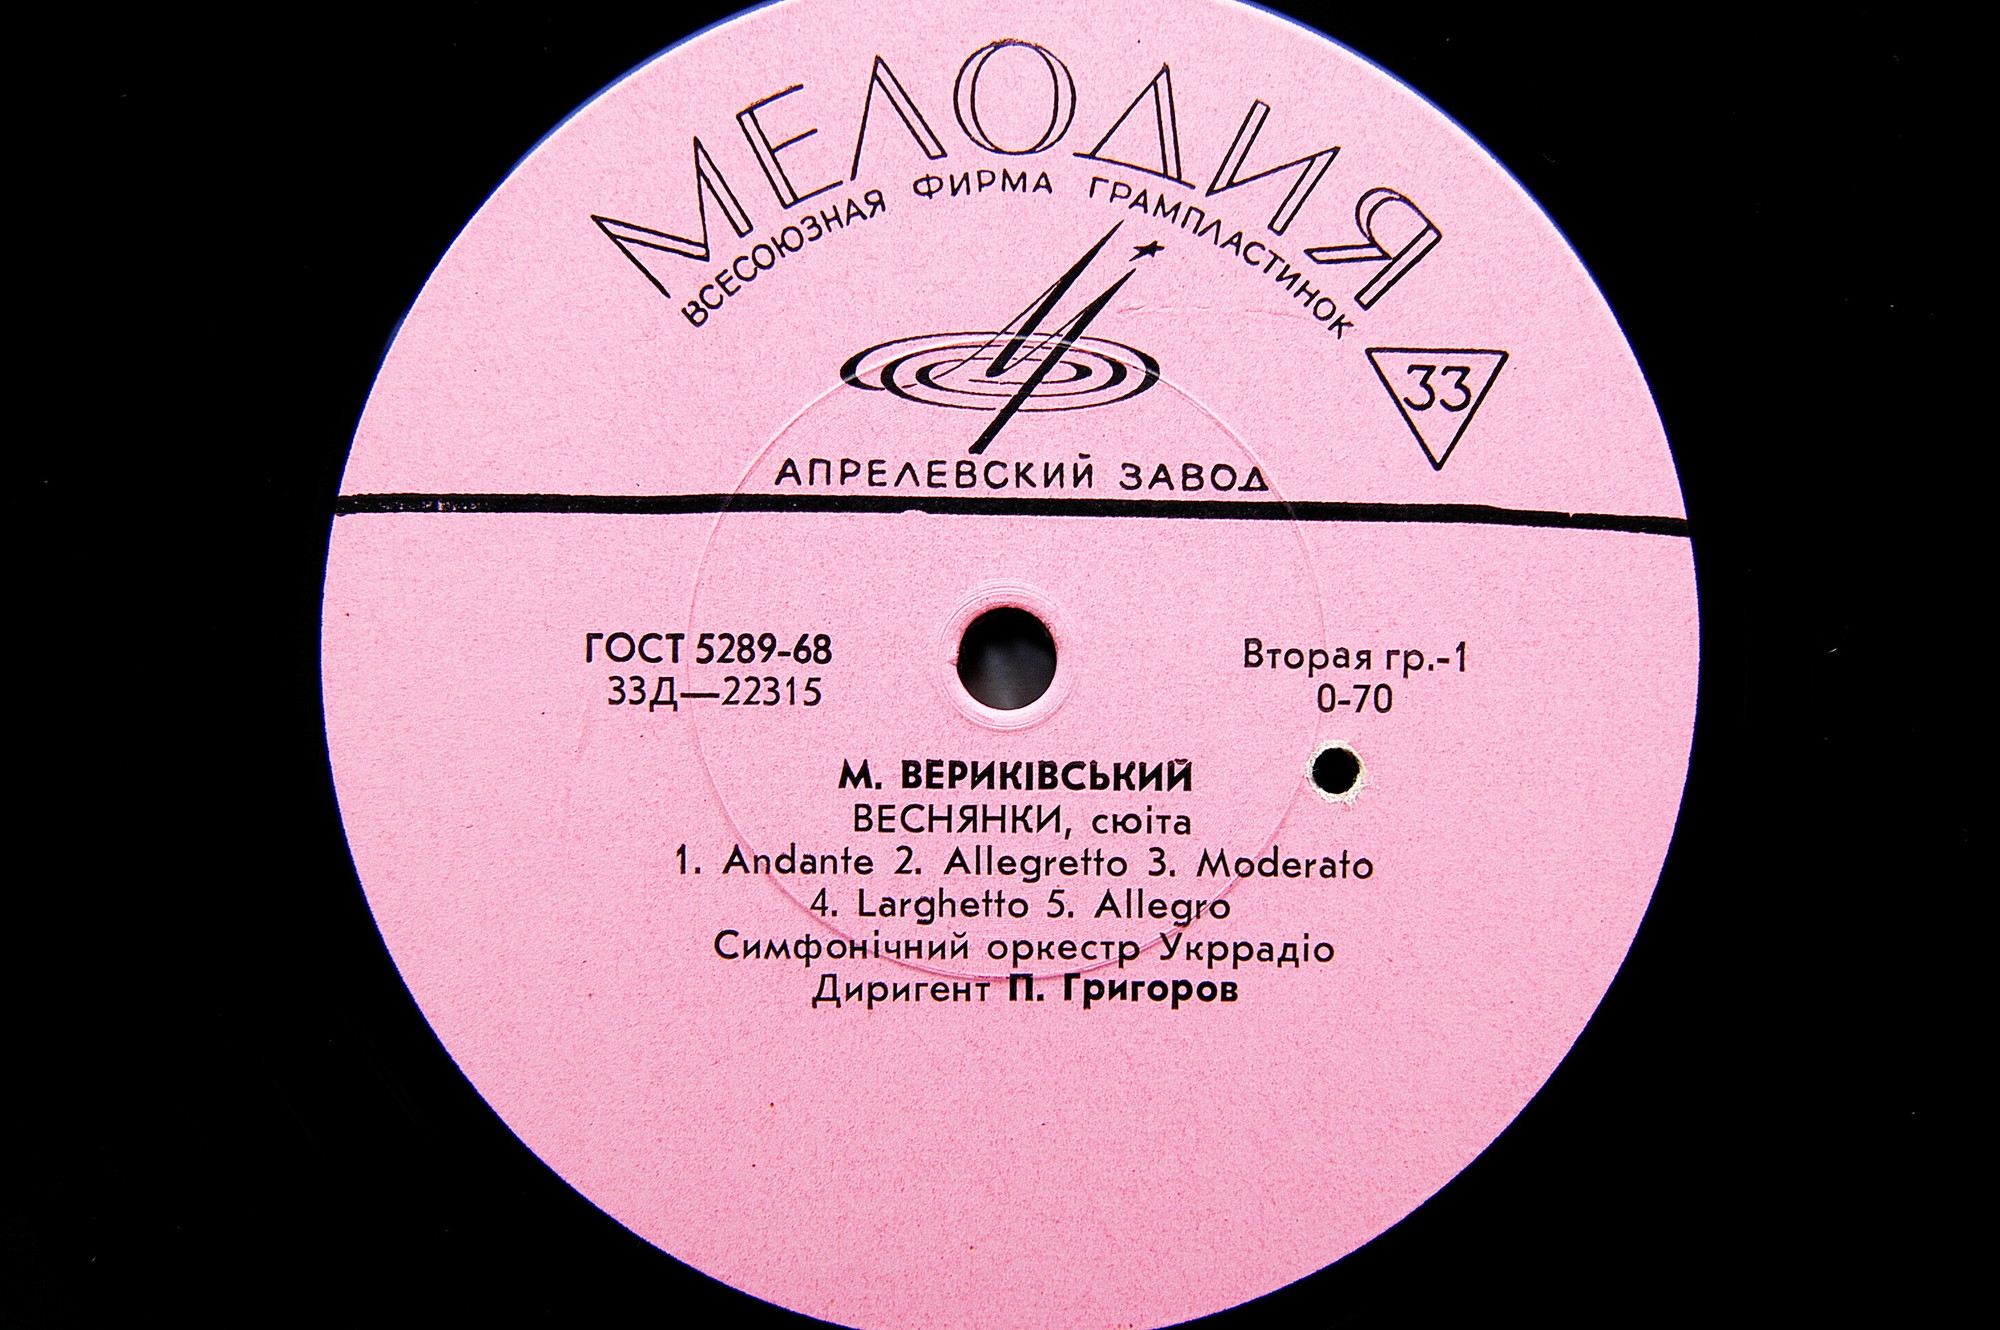 МЕЛОДИЯ
ВСЕСОЮЗНАЯ ФИРМА ГРАМПЛАСТИНОК
33
АПРЕЛЕВСКИЙ ЗАВОД
ГОСТ 5289-68
33Д—22315
Вторая гр.-1
0-70
М. ВЕРИКІВСЬКИЙ
ВЕСНЯНКИ, сюіта
1. Andante 2. Allegretto 3. Moderato
4. Larghetto 5. Allegro
Симфонічний оркестр Укррадіо
Диригент П. Григоров